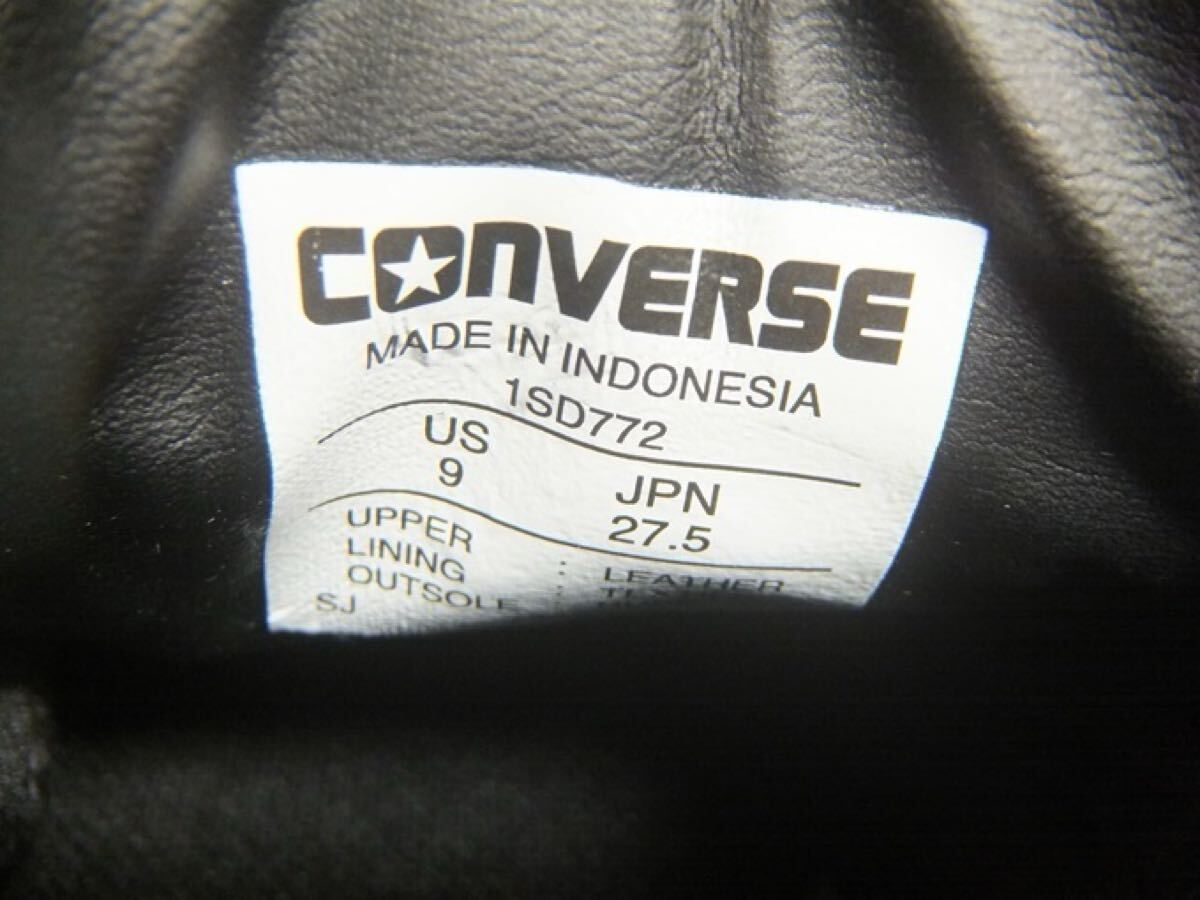 CONVERSE
MADE IN INDONESIA
1SD772
US JPN
9 27.5
UPPER : LEATHER
LINING :
OUTSOLE
SJ